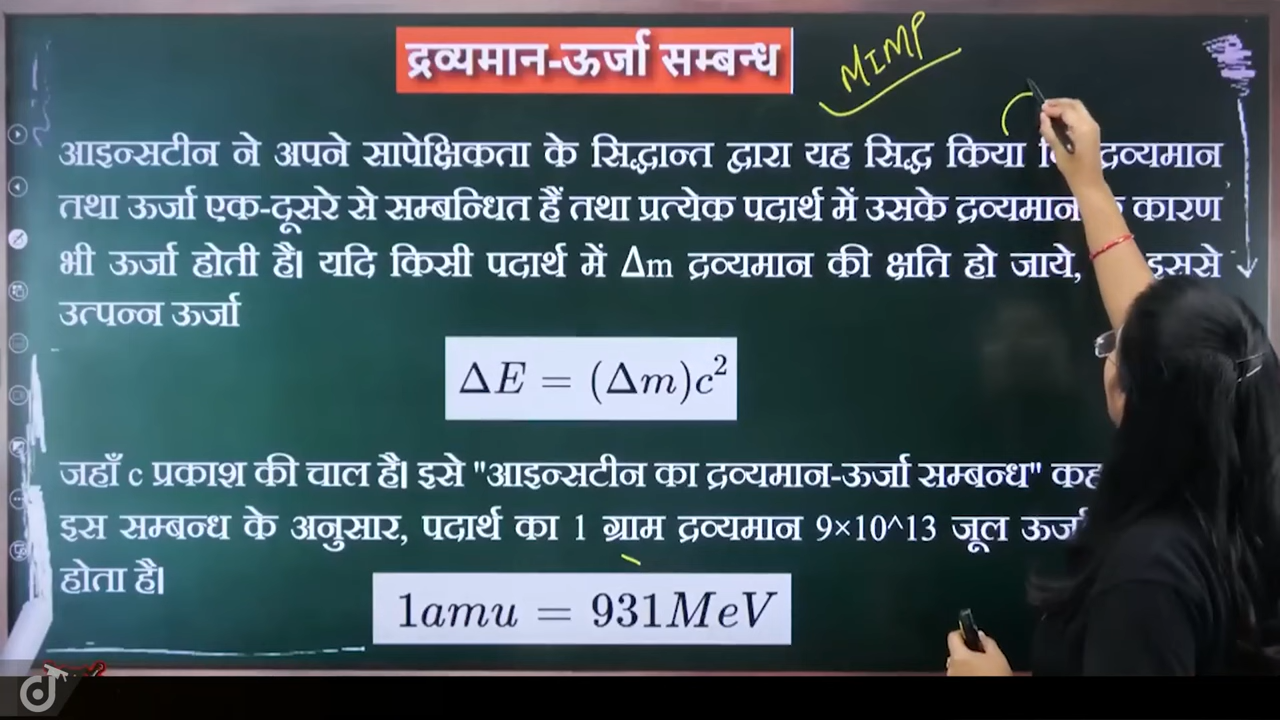 द्रव्यमान-ऊर्जा सम्बन्ध
MIMP
आइन्सटीन ने अपने सापेक्षिकता के सिद्धान्त द्वारा यह सिद्ध किया द्रव्यमान
तथा ऊर्जा एक-दूसरे से सम्बन्धित हैं तथा प्रत्येक पदार्थ में उसके द्रव्यमान कारण
भी ऊर्जा होती है। यदि किसी पदार्थ में Δm द्रव्यमान की क्षति हो जाये, इससे
उत्पन्न ऊर्जा
ΔE = (Δm)c²
जहाँ c प्रकाश की चाल है। इसे "आइन्सटीन का द्रव्यमान-ऊर्जा सम्बन्ध"
इस सम्बन्ध के अनुसार, पदार्थ का 1 ग्राम द्रव्यमान 9×10^13 जूल
होता है।
1amu = 931MeV